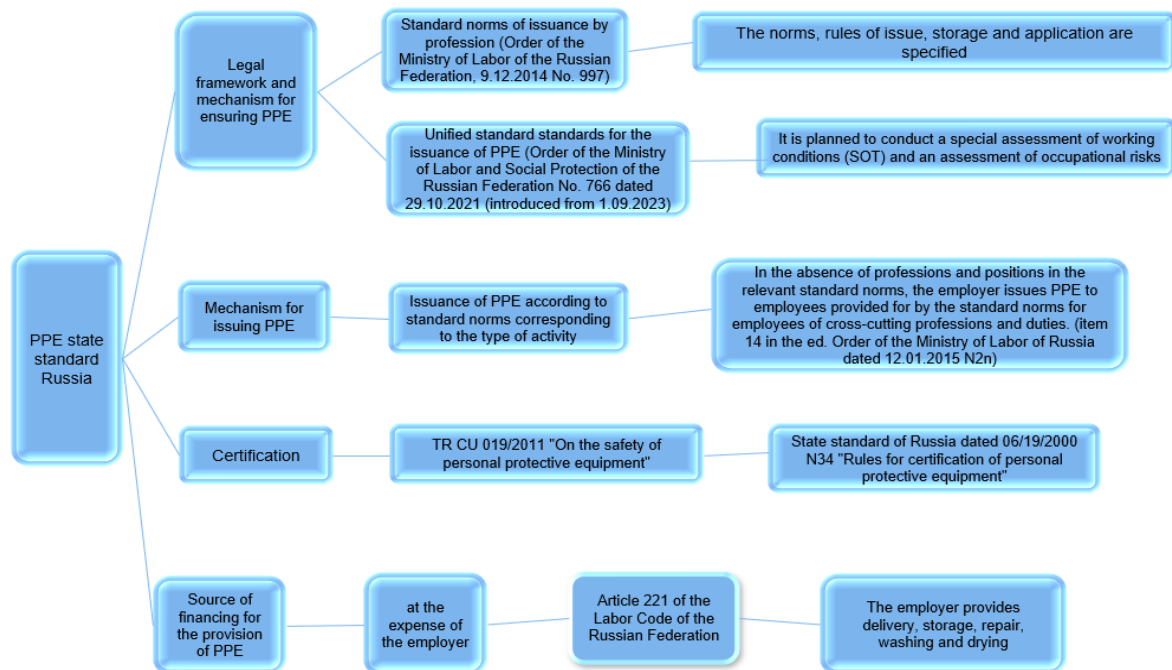 Standard norms of issuance by
profession (Order of the
Ministry of Labor of the Russian
Federation, 9.12.2014 No. 997)
The norms, rules of issue, storage and application are
specified
Legal
framework and
mechanism for
ensuring PPE
Unified standard standards for the
issuance of PPE (Order of the Ministry
of Labor and Social Protection of the
Russian Federation No. 766 dated
29.10.2021 (introduced from 1.09.2023)
It is planned to conduct a special assessment of working
conditions (SOT) and an assessment of occupational risks
PPE state
standard
Russia
Mechanism for
issuing PPE
Issuance of PPE according to
standard norms corresponding
to the type of activity
In the absence of professions and positions in the
relevant standard norms, the employer issues PPE to
employees provided for by the standard norms for
employees of cross-cutting professions and duties. (item
14 in the ed. Order of the Ministry of Labor of Russia
dated 12.01.2015 N2n)
Certification
TR CU 019/2011 "On the safety of
personal protective equipment"
State standard of Russia dated 06/19/2000
N34 "Rules for certification of personal
protective equipment"
Source of
financing for
the provision
of PPE
at the
expense of
the employer
Article 221 of the
Labor Code of the
Russian Federation
The employer provides
delivery, storage, repair,
washing and drying